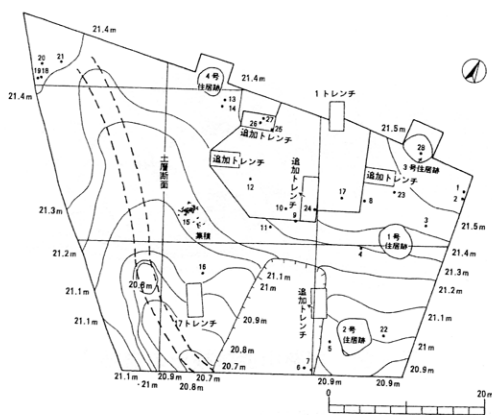 21.4m
20
21
19 18
21.4m
4号
住居跡
21.4m
13
14
27
26
25
追加トレンチ
1トレンチ
21.5m
28
3号住居跡
追加トレンチ
追加トレンチ
追加トレンチ
土層断面
12
17
8
23
1
2
3
21.5m
15
集積
10
9
24
11
21.3m
21.2m
4
1号
住居跡
21.4m
21.3m
21.2m
16
21.1m
21.1m
20.8m
21.1m
17トレンチ
追加トレンチ
20.9m
20.8m
20.7m
2号
住居跡
22
5
6
7
21.1m
21m
20.9m
21.1m
21m
20.9m
20.8m
20.7m
20.9m
0
20m